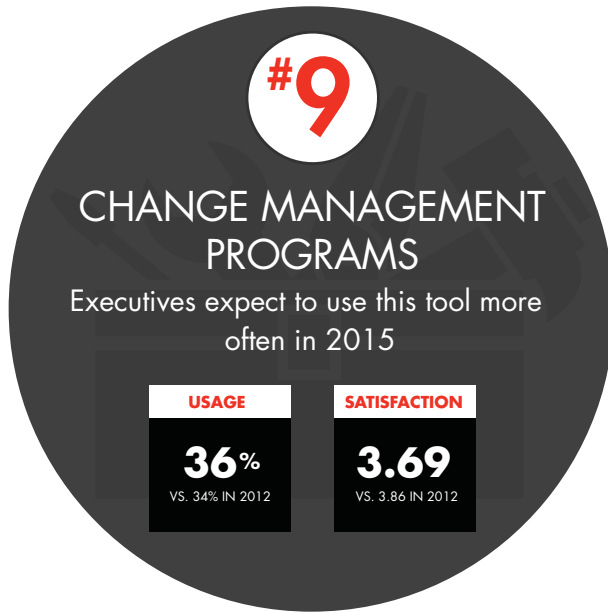 #9
CHANGE MANAGEMENT
PROGRAMS
Executives expect to use this tool more
often in 2015
USAGE
36%
VS. 34% IN 2012
SATISFACTION
3.69
VS. 3.86 IN 2012